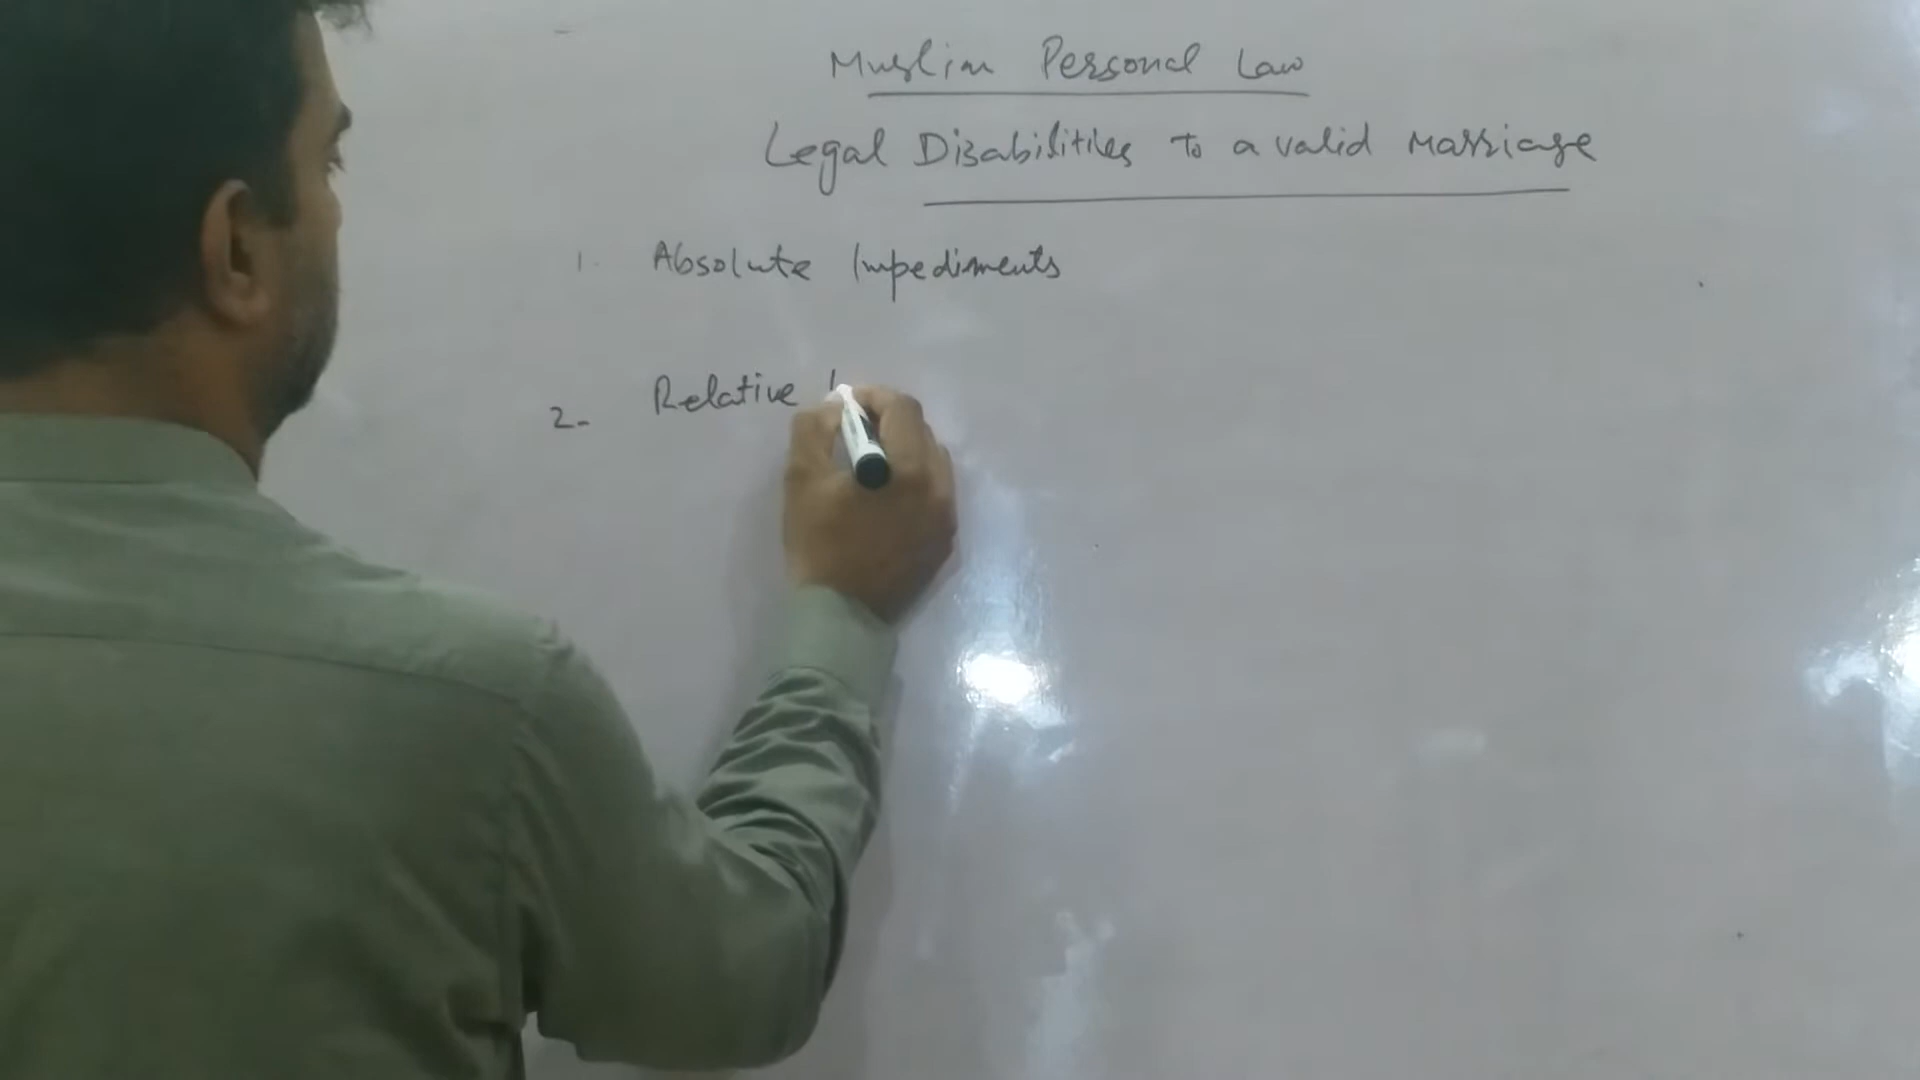 Muslim Personal Law
Legal Disabilities To a valid Marriage
1. Absolute Impediments
2- Relative I